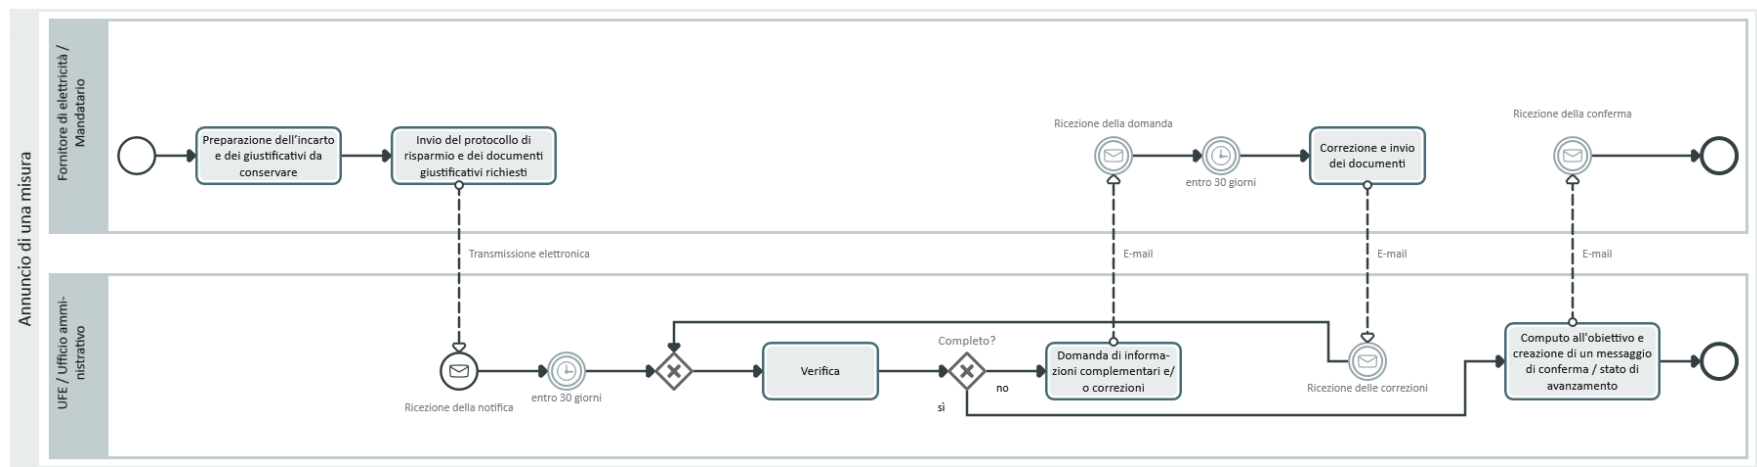 Annuncio di una misura
Fornitore di elettricità /
Mandatario
Preparazione dell'incarto
e dei giustificativi da
conservare
Invio del protocollo di
risparmio e dei documenti
giustificativi richiesti
Ricezione della domanda
entro 30 giorni
Correzione e invio
dei documenti
Ricezione della conferma
Transmissione elettronica
E-mail
E-mail
E-mail
UFE / Ufficio ammi-
nistrativo
Ricezione della notifica
entro 30 giorni
Verifica
Completo?
no
sì
Domanda di informa-
zioni complementari e/
o correzioni
Ricezione delle correzioni
Computo all'obiettivo e
creazione di un messaggio
di conferma / stato di
avanzamento